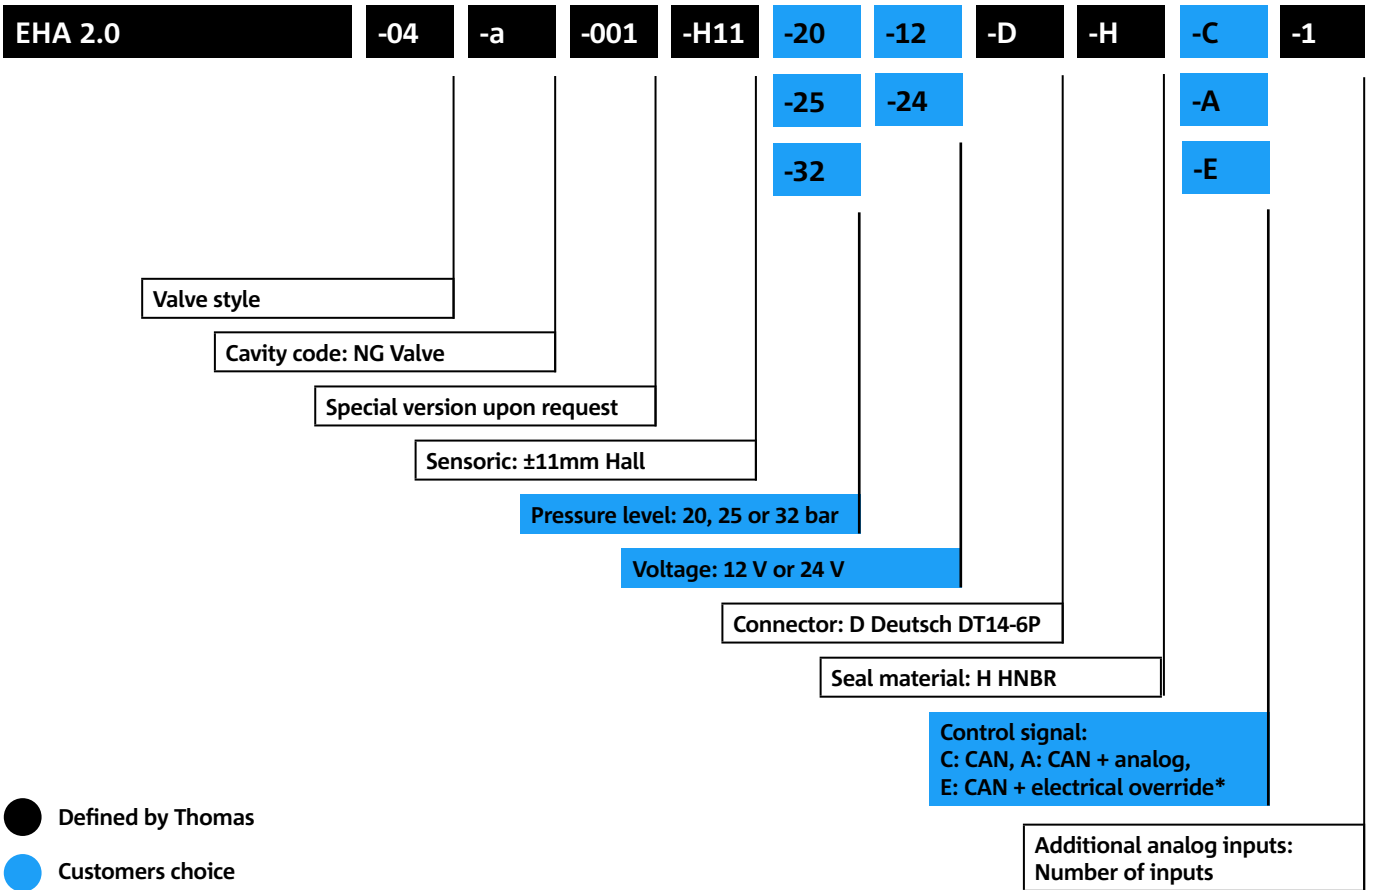 EHA 2.0 -04 -a -001 -H11 -20 -12 -D -H -C -1
-25 -24 -A
-32 -E
Valve style
Cavity code: NG Valve
Special version upon request
Sensoric: ±11mm Hall
Pressure level: 20, 25 or 32 bar
Voltage: 12 V or 24 V
Connector: D Deutsch DT14-6P
Seal material: H HNBR
Control signal:
C: CAN, A: CAN + analog,
E: CAN + electrical override*
Defined by Thomas
Additional analog inputs:
Number of inputs
Customers choice